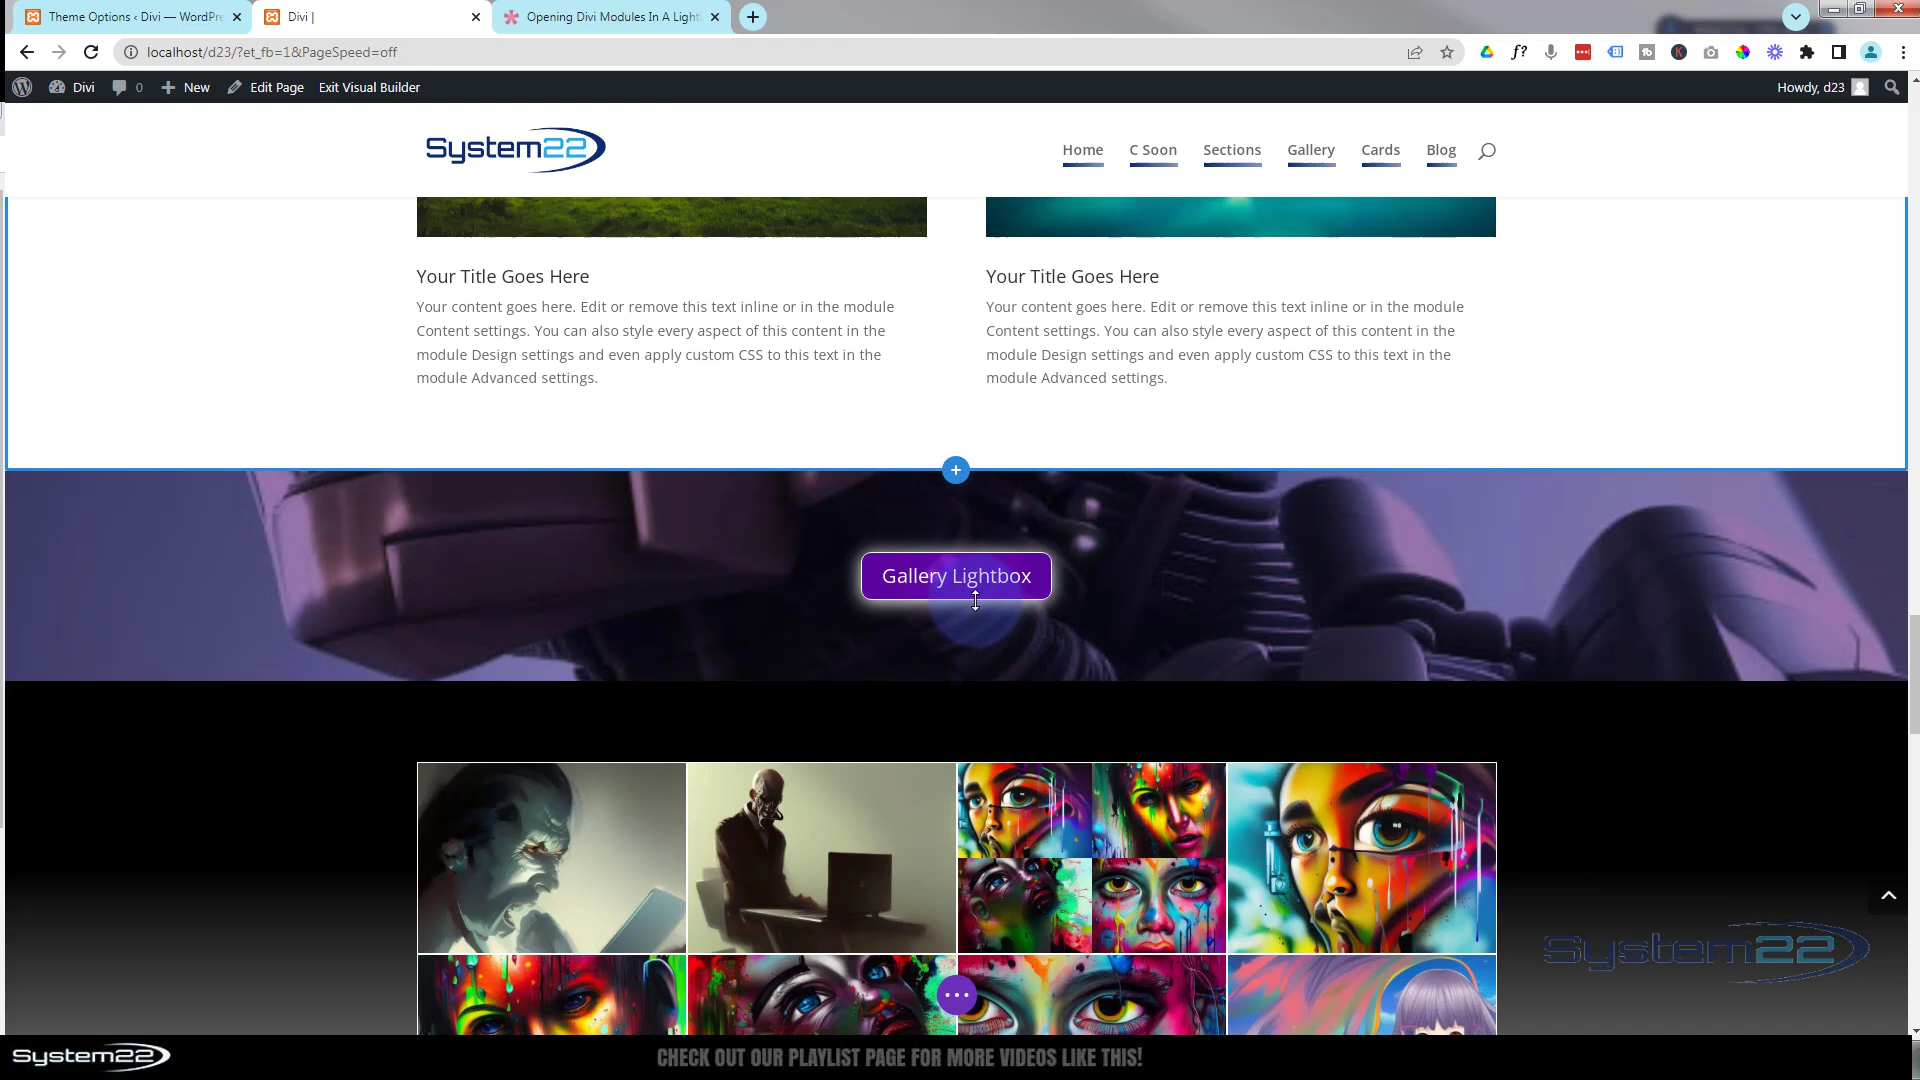 Theme Options ‹ Divi — WordPre
Divi |
Opening Divi Modules In A Light
localhost/d23/?et_fb=1&PageSpeed=off
f?
Divi
0
New
Edit Page
Exit Visual Builder
Howdy, d23
System22
Home
C Soon
Sections
Gallery
Cards
Blog
Your Title Goes Here
Your content goes here. Edit or remove this text inline or in the module
Content settings. You can also style every aspect of this content in the
module Design settings and even apply custom CSS to this text in the
module Advanced settings.
Your Title Goes Here
Your content goes here. Edit or remove this text inline or in the module
Content settings. You can also style every aspect of this content in the
module Design settings and even apply custom CSS to this text in the
module Advanced settings.
Gallery Lightbox
System22
System22
CHECK OUT OUR PLAYLIST PAGE FOR MORE VIDEOS LIKE THIS!